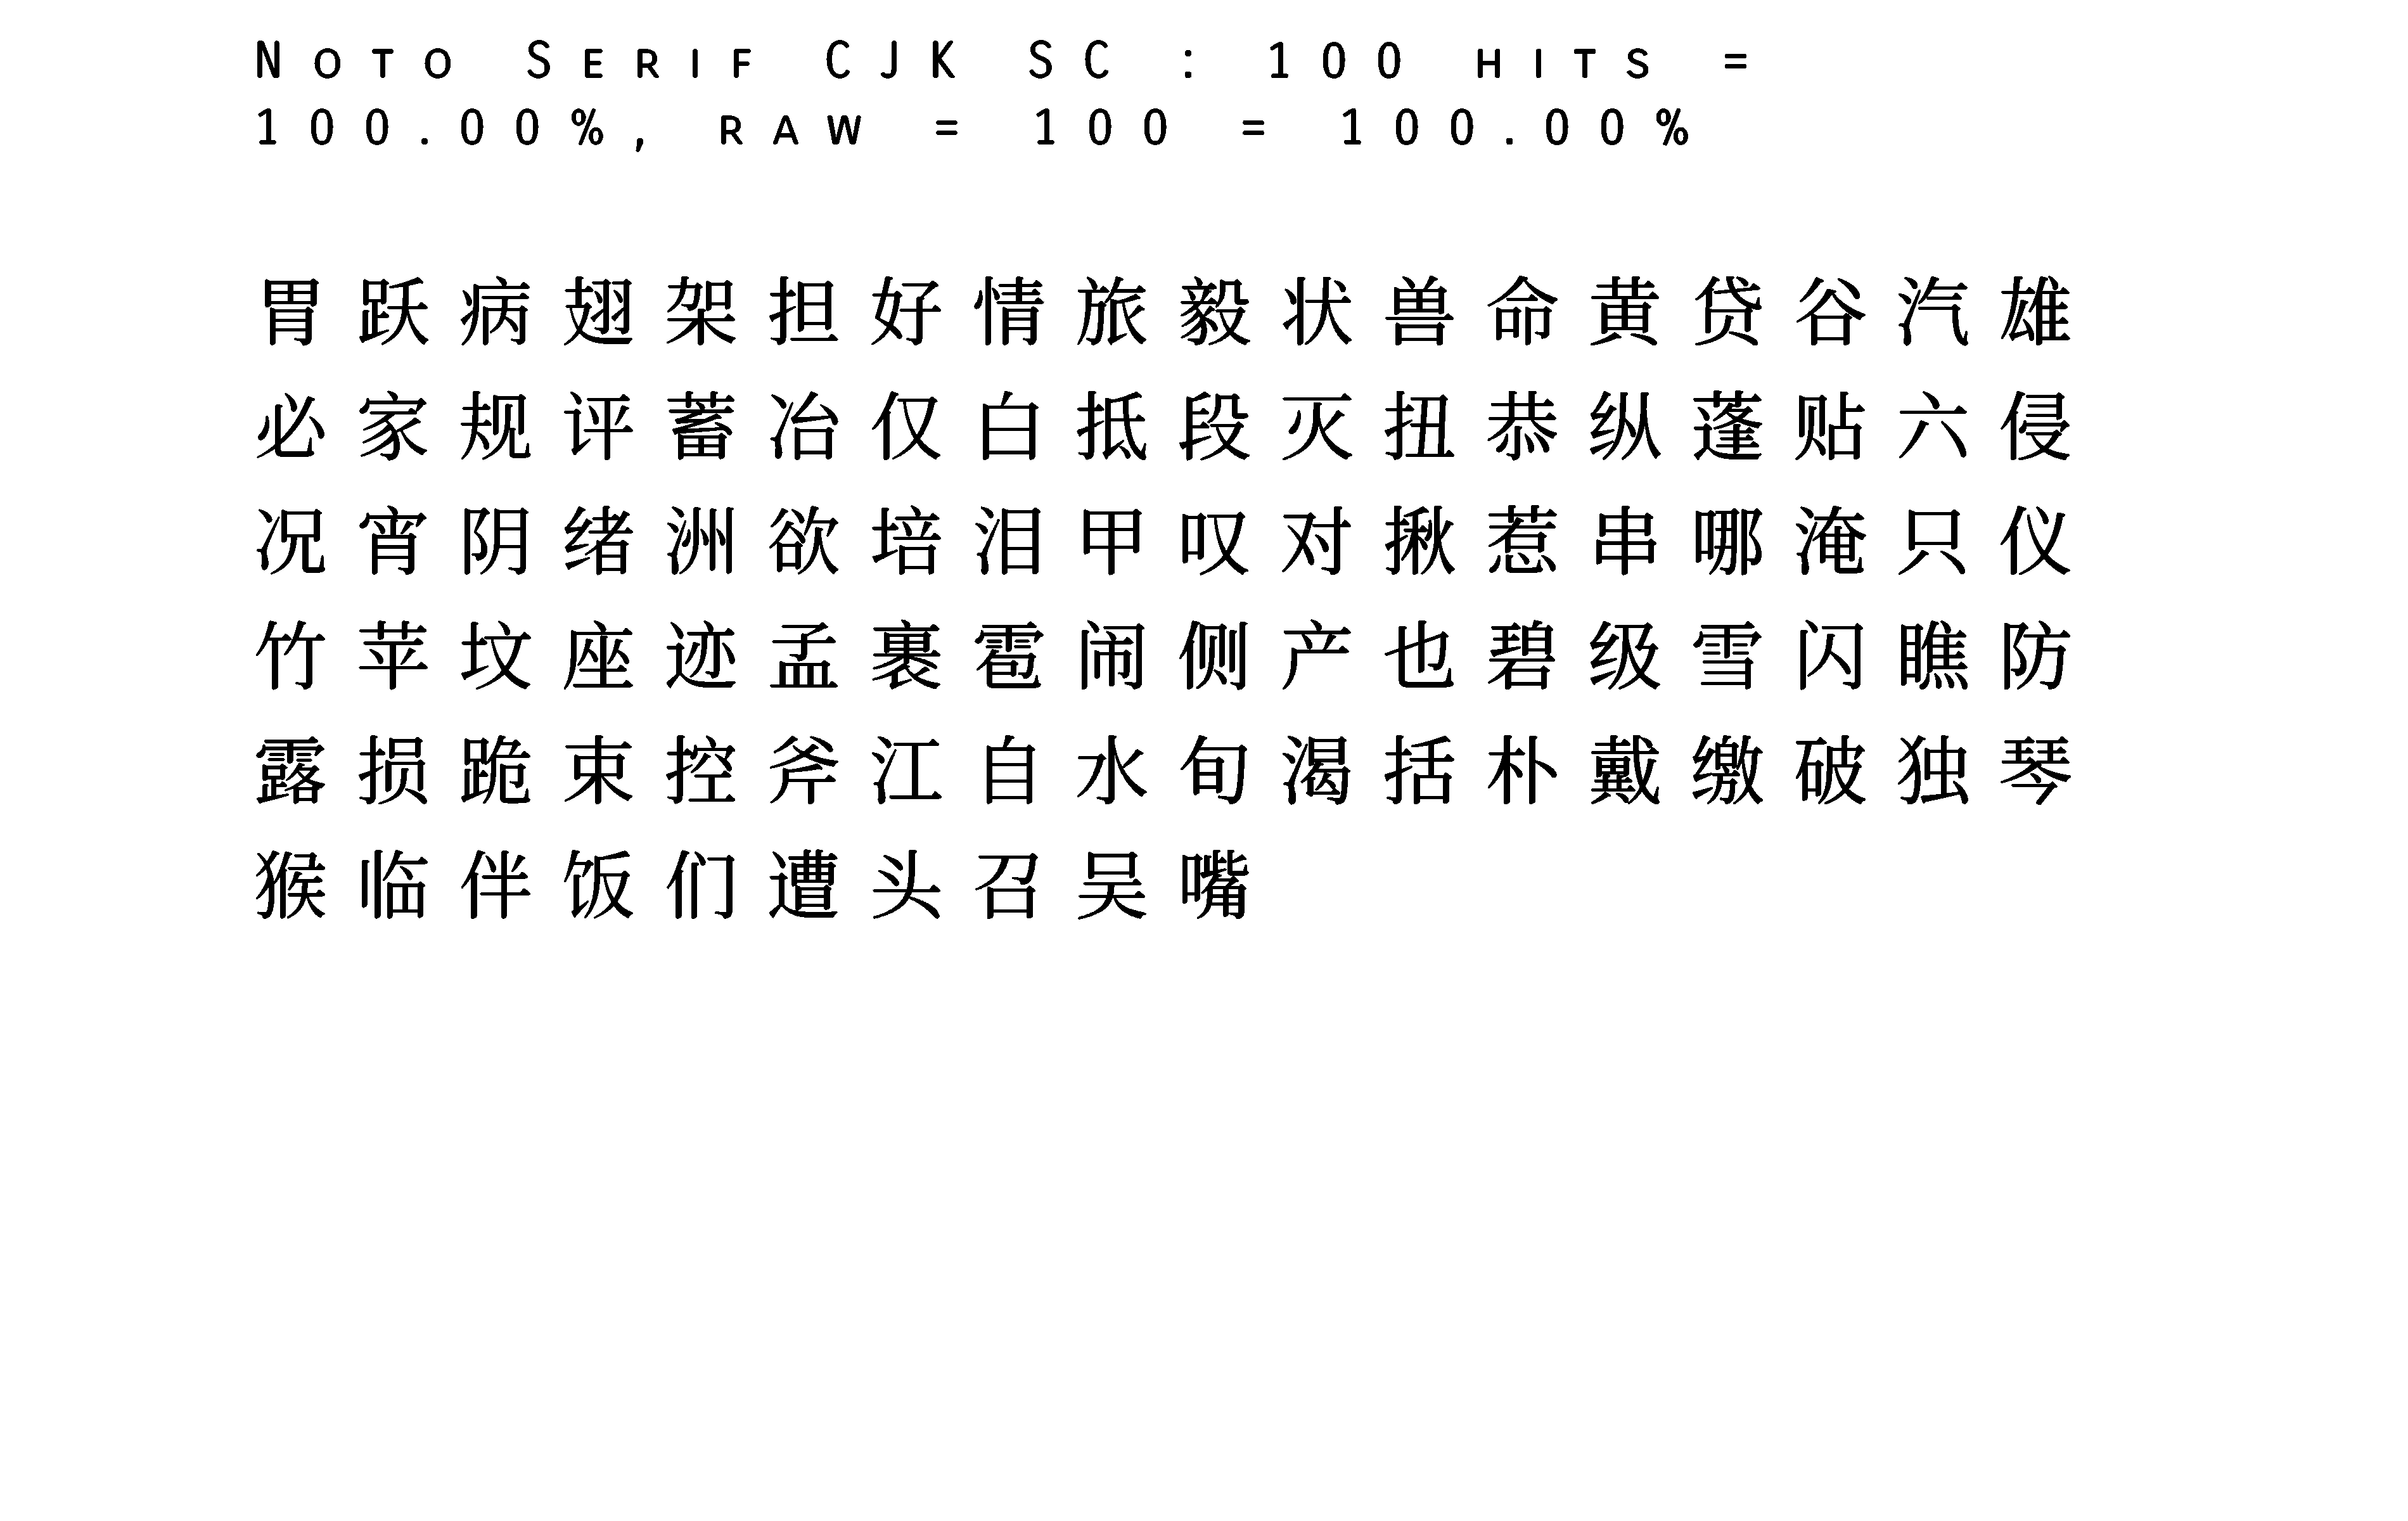 Noto Serif CJK SC : 100 hits =
100.00%, raw = 100 = 100.00%
胃跃病翅架担好情旅毅状兽命黄贷谷汽雄
必家规评蓄冶仅白抵段灭扭恭纵蓬贴六侵
况宵阴绪洲欲培泪甲叹对揪惹串哪淹只仪
竹苹坟座迹孟裹雹闹侧产也碧级雪闪瞧防
露损跪束控斧江自水旬渴括朴戴缴破独琴
猴临伴饭们遭头召吴嘴